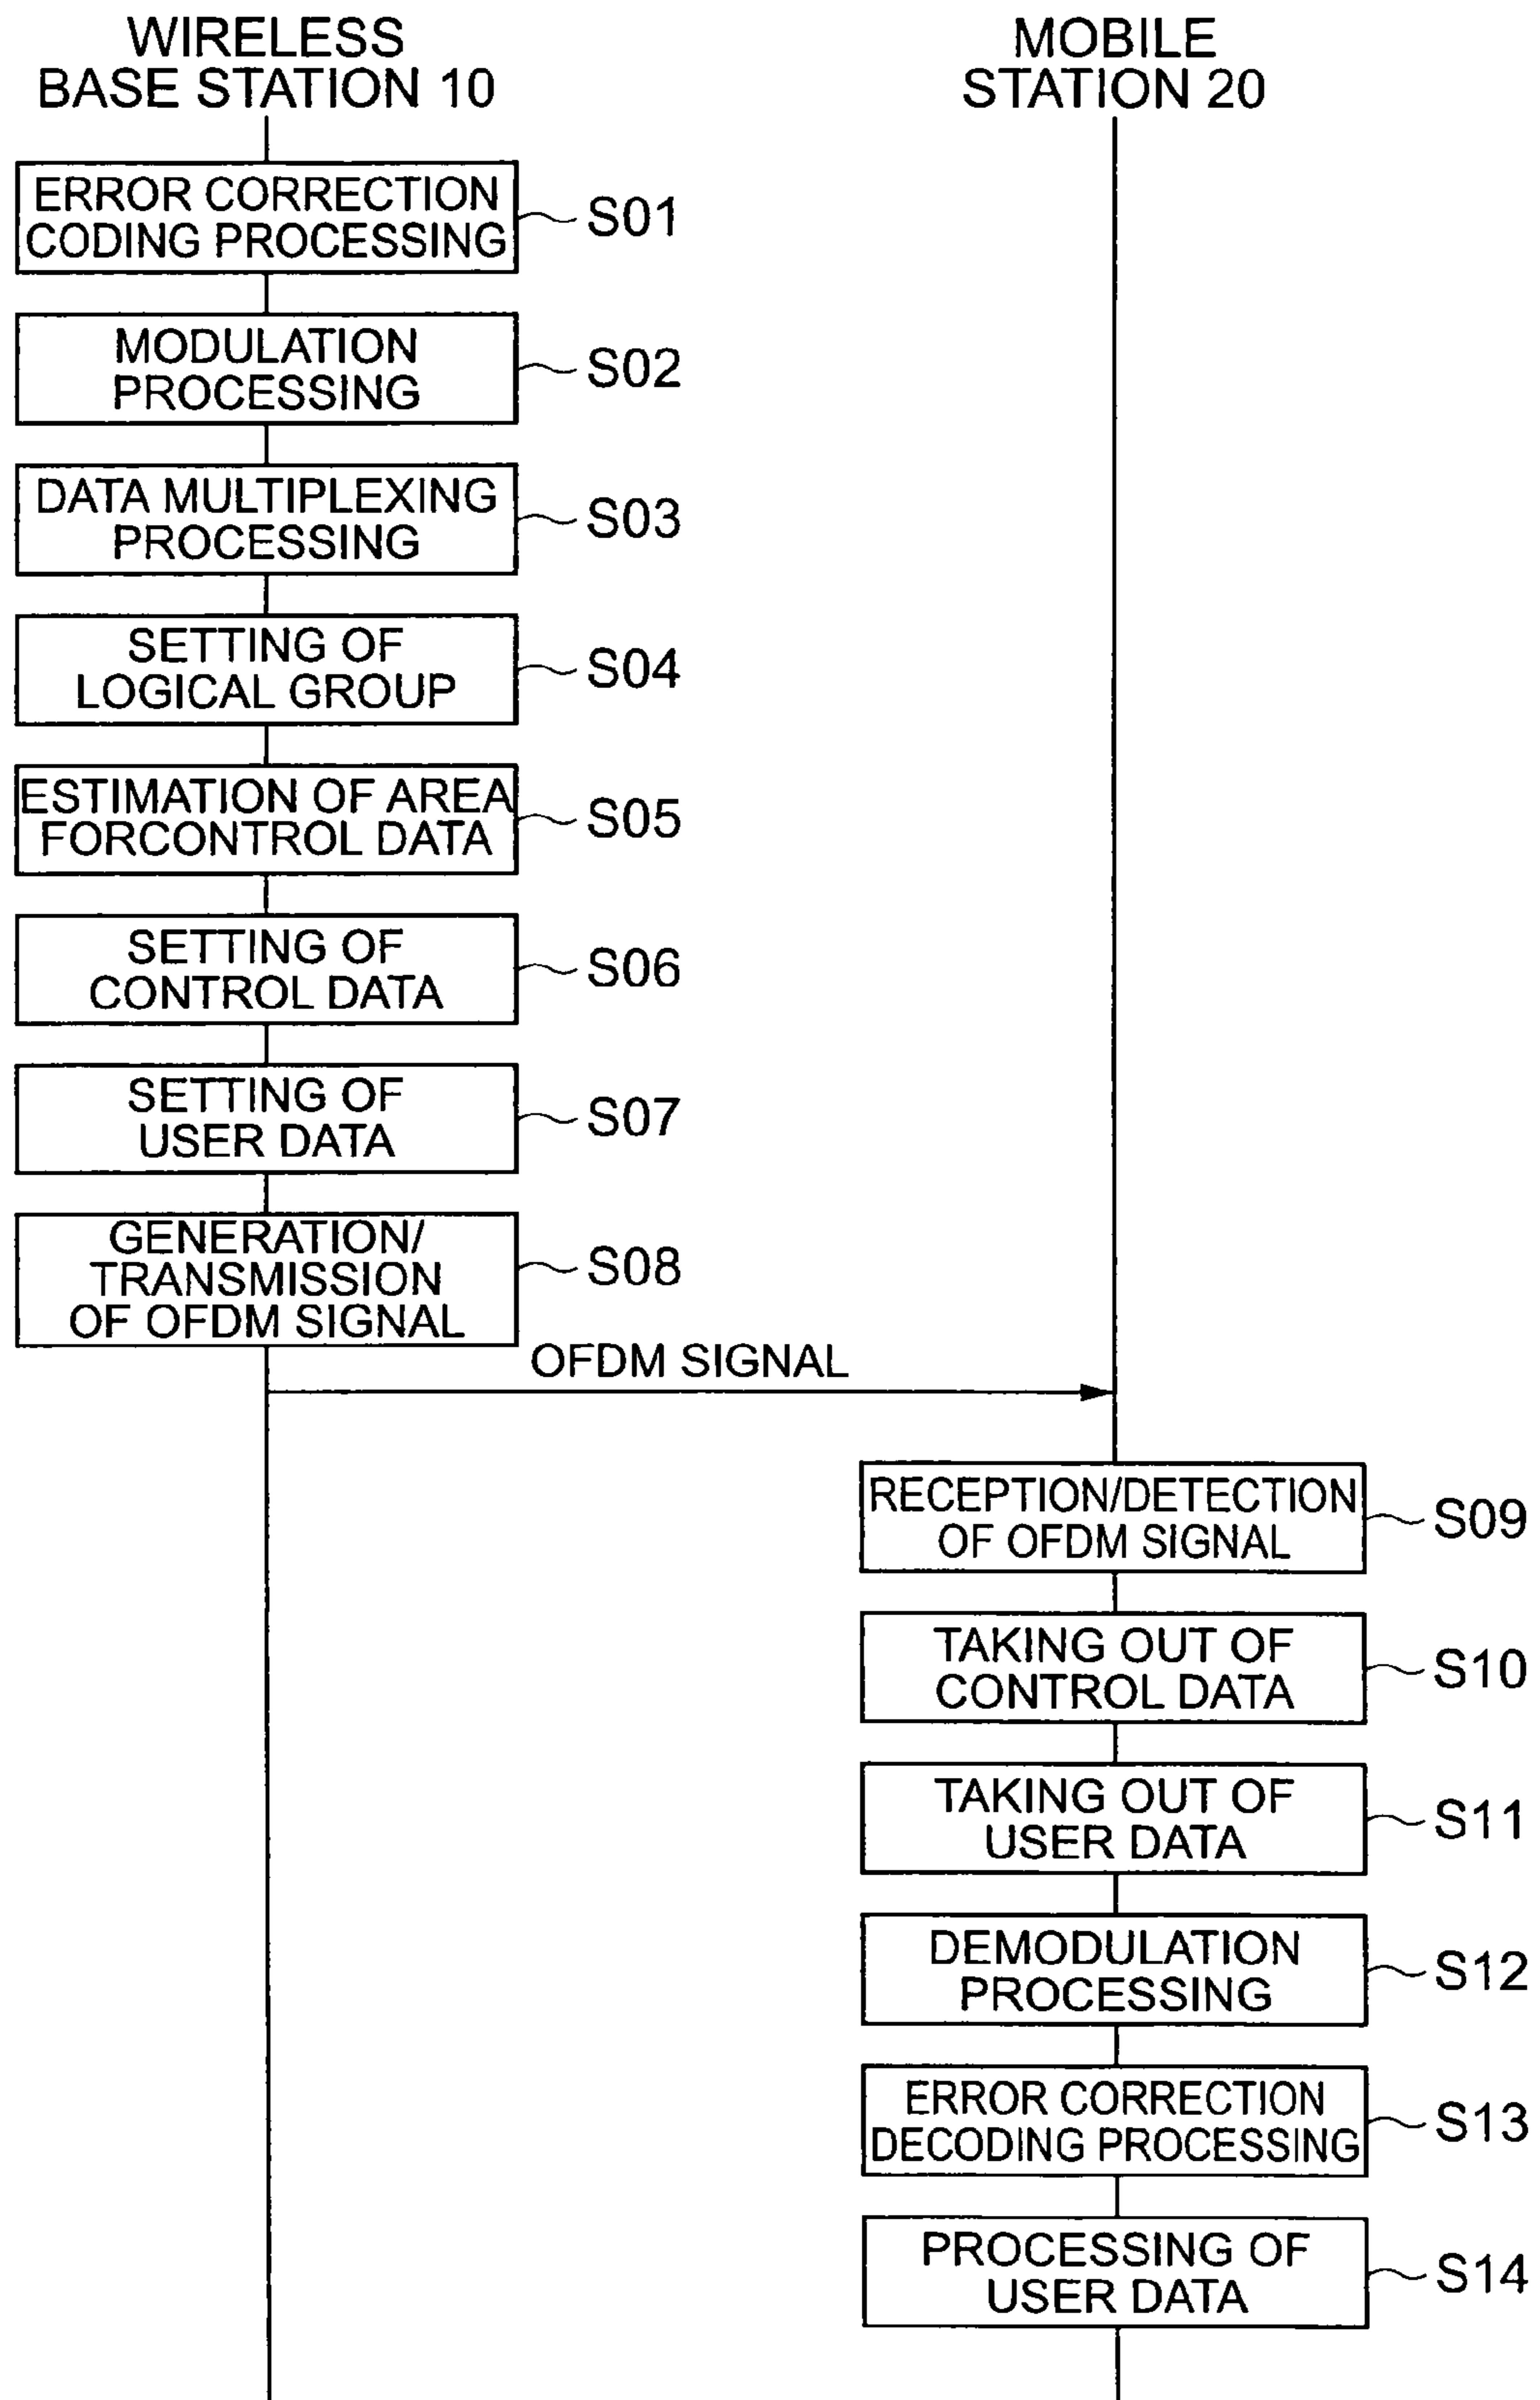 WIRELESS
BASE STATION 10
MOBILE
STATION 20
ERROR CORRECTION
CODING PROCESSING
S01
MODULATION
PROCESSING
S02
DATA MULTIPLEXING
PROCESSING
S03
SETTING OF
LOGICAL GROUP
S04
ESTIMATION OF AREA
FORCONTROL DATA
S05
SETTING OF
CONTROL DATA
S06
SETTING OF
USER DATA
S07
GENERATION/
TRANSMISSION
OF OFDM SIGNAL
S08
OFDM SIGNAL
RECEPTION/DETECTION
OF OFDM SIGNAL
S09
TAKING OUT OF
CONTROL DATA
S10
TAKING OUT OF
USER DATA
S11
DEMODULATION
PROCESSING
S12
ERROR CORRECTION
DECODING PROCESSING
S13
PROCESSING OF
USER DATA
S14